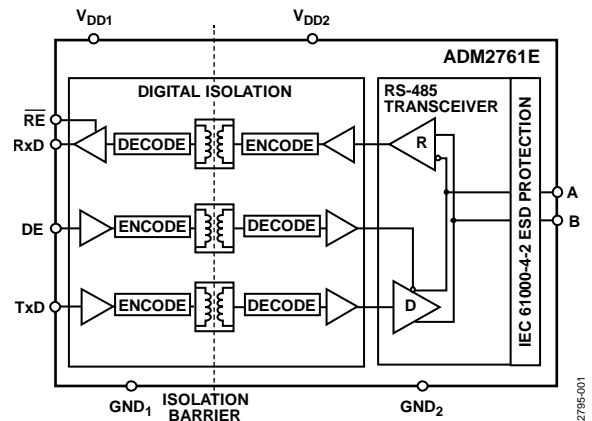 VDD1
VDD2
ADM2761E
DIGITAL ISOLATION
RS-485
TRANSCEIVER
RE
RxD
DECODE
ENCODE
R
A
B
DE
ENCODE
DECODE
TxD
ENCODE
DECODE
D
IEC 61000-4-2 ESD PROTECTION
GND1
ISOLATION
BARRIER
GND2
2795-001